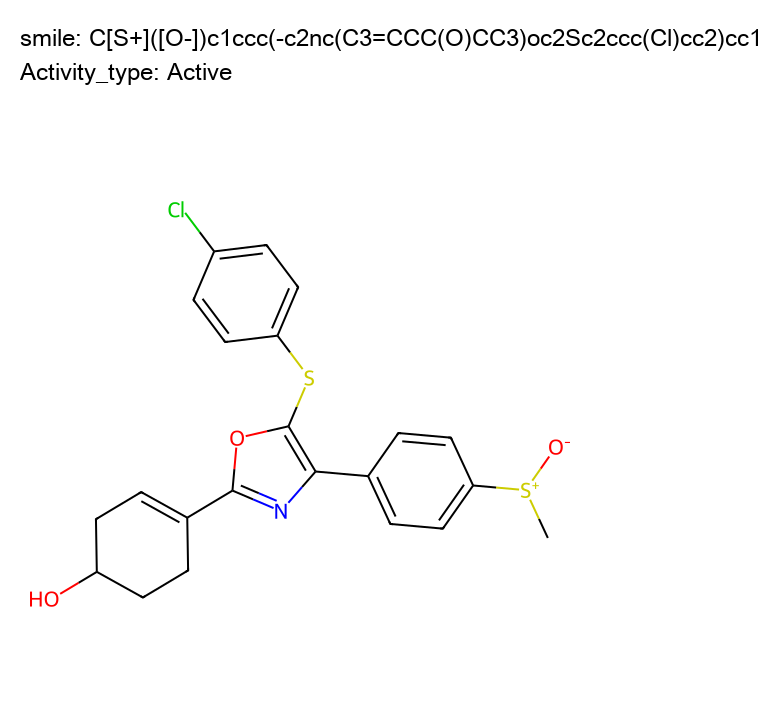 smile: C[S+]([O-])c1ccc(-c2nc(C3=CCC(O)CC3)oc2Sc2ccc(Cl)cc2)cc1
Activity_type: Active
Cl
S
O
O-
S+
N
HO